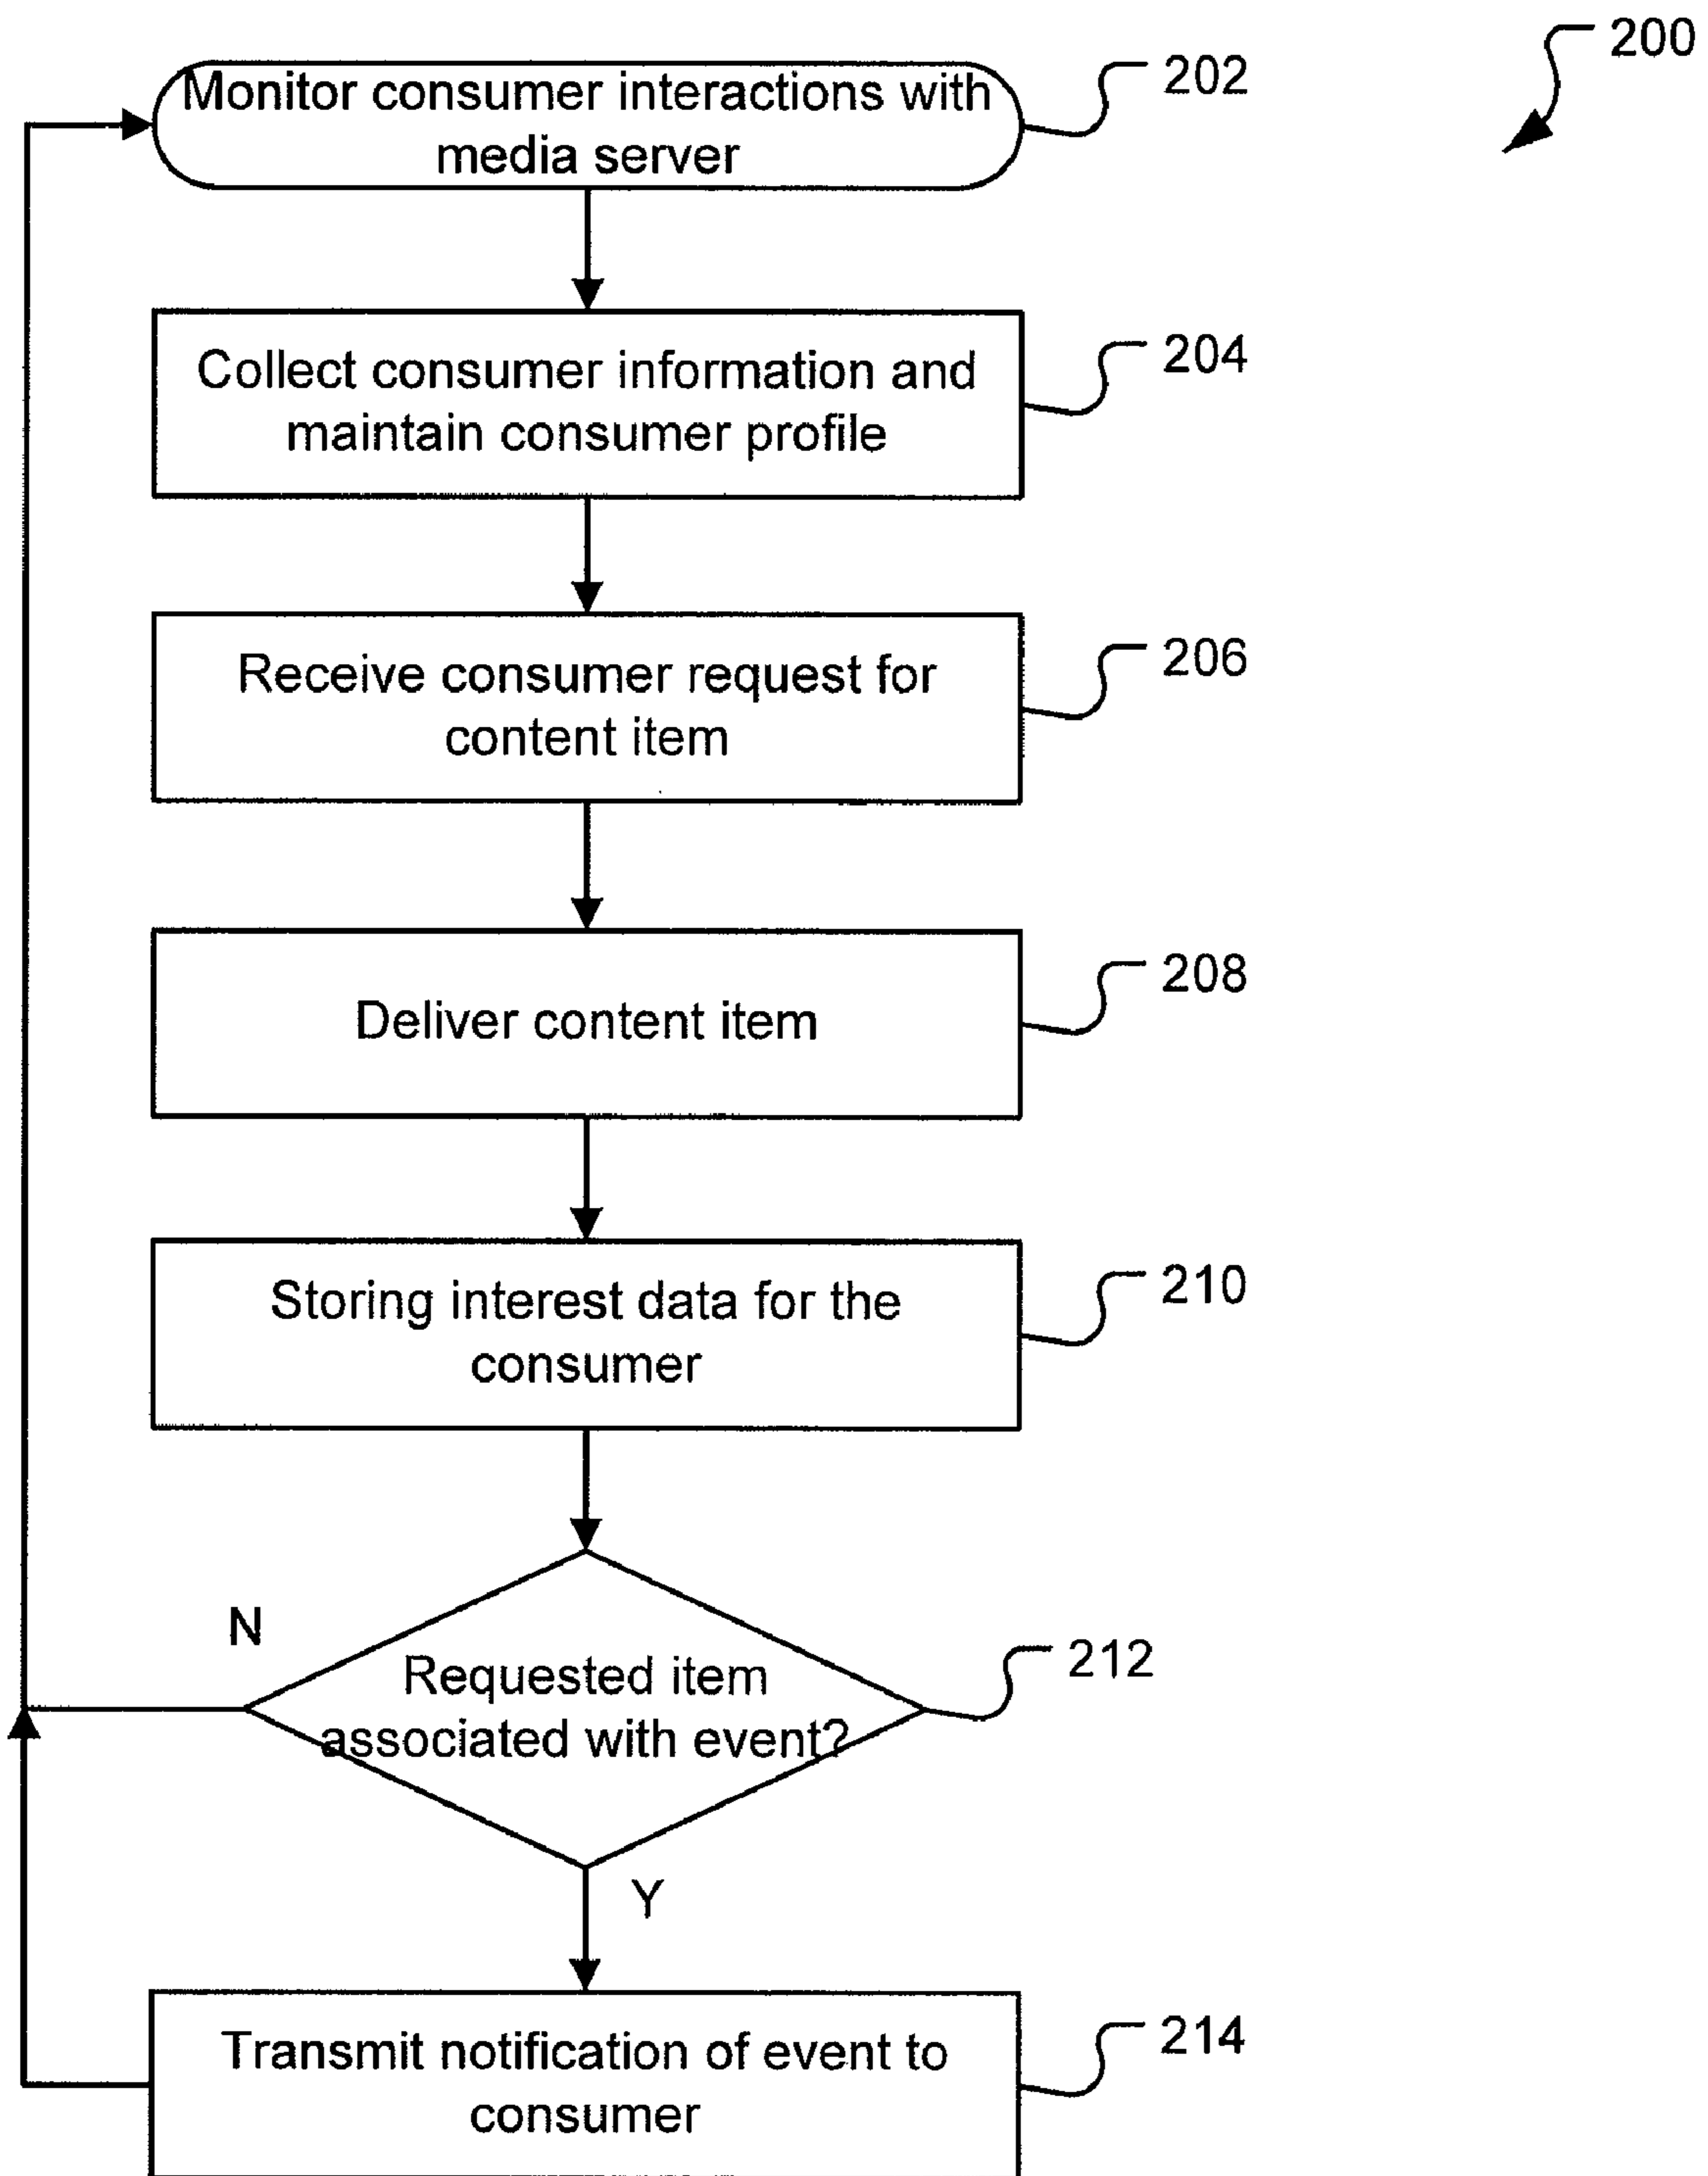 200
Monitor consumer interactions with
media server
202
Collect consumer information and
maintain consumer profile
204
Receive consumer request for
content item
206
Deliver content item
208
Storing interest data for the
consumer
210
N
Requested item
associated with event?
212
Y
Transmit notification of event to
consumer
214